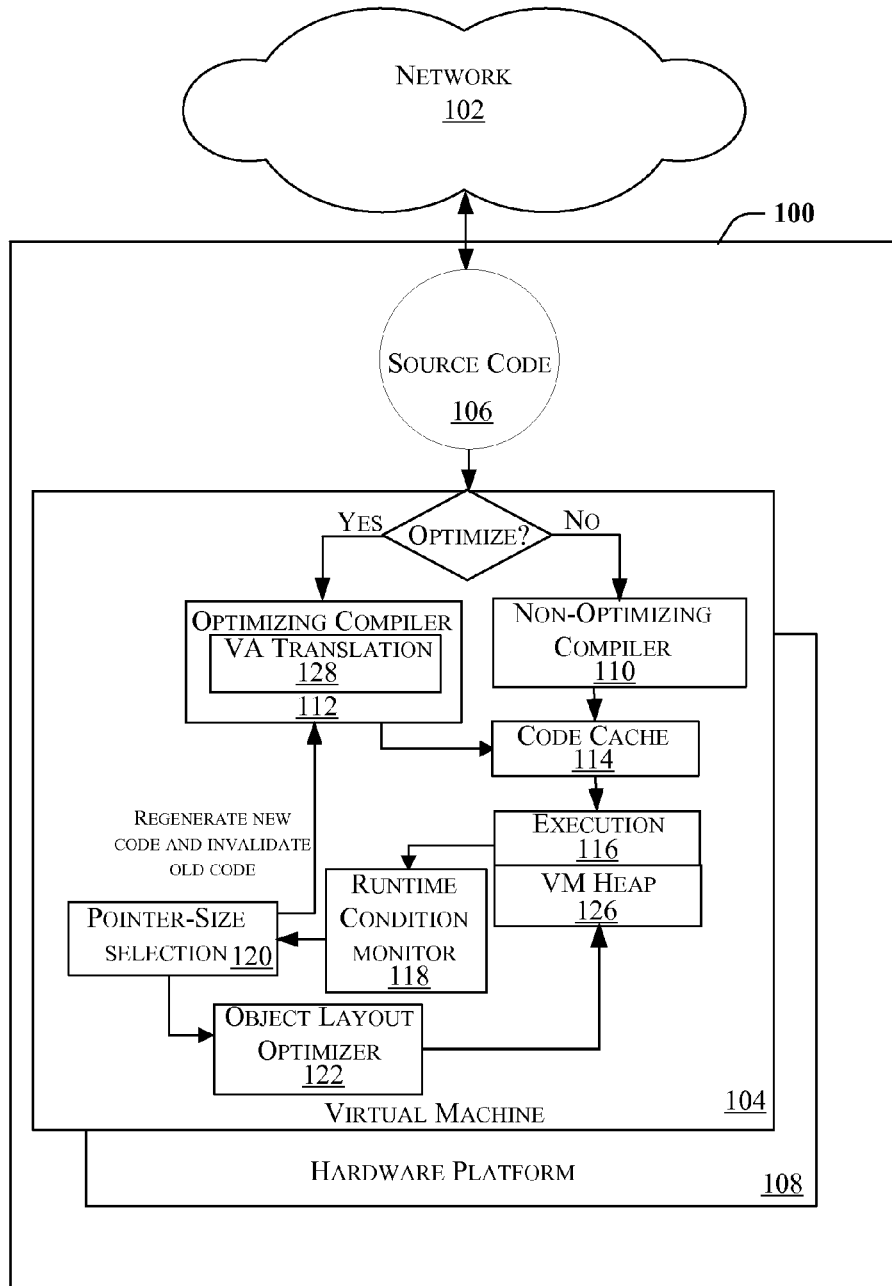 NETWORK
102
100
SOURCE CODE
106
YES
OPTIMIZE?
NO
OPTIMIZING COMPILER
VA TRANSLATION
128
112
NON-OPTIMIZING
COMPILER
110
CODE CACHE
114
REGENERATE NEW
CODE AND INVALIDATE
OLD CODE
EXECUTION
116
VM HEAP
126
RUNTIME
CONDITION
MONITOR
118
POINTER-SIZE
SELECTION 120
OBJECT LAYOUT
OPTIMIZER
122
VIRTUAL MACHINE
104
HARDWARE PLATFORM
108